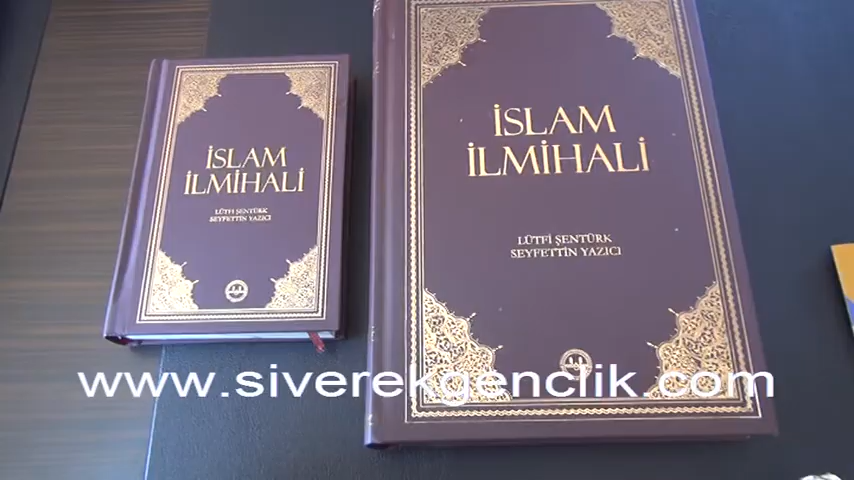 İSLAM
İLMİHALİ
LÜTFİ ŞENTÜRK
SEYFETTİN YAZICI
İSLAM
İLMİHALİ
LÜTFİ ŞENTÜRK
SEYFETTİN YAZICI
www.siverekgenclik.com